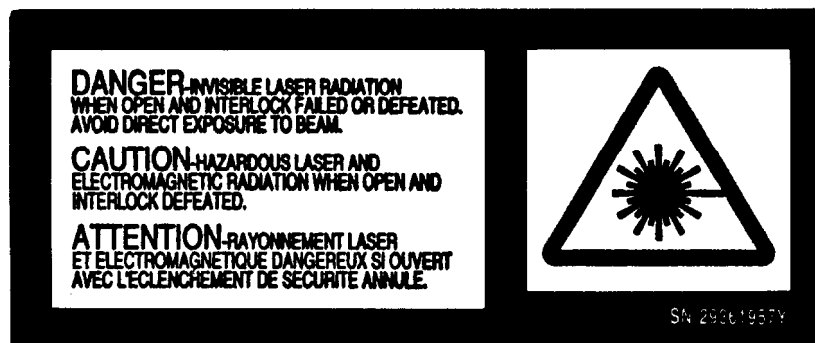 DANGER-INVISIBLE LASER RADIATION
WHEN OPEN AND INTERLOCK FAILED OR DEFEATED.
AVOID DIRECT EXPOSURE TO BEAM.
CAUTION-HAZARDOUS LASER AND
ELECTROMAGNETIC RADIATION WHEN OPEN AND
INTERLOCK DEFEATED.
ATTENTION-RAYONNEMENT LASER
ET ELECTROMAGNETIQUE DANGEREUX SI OUVERT
AVEC L'ECLENCHEMENT DE SECURITE ANNULE.
SN